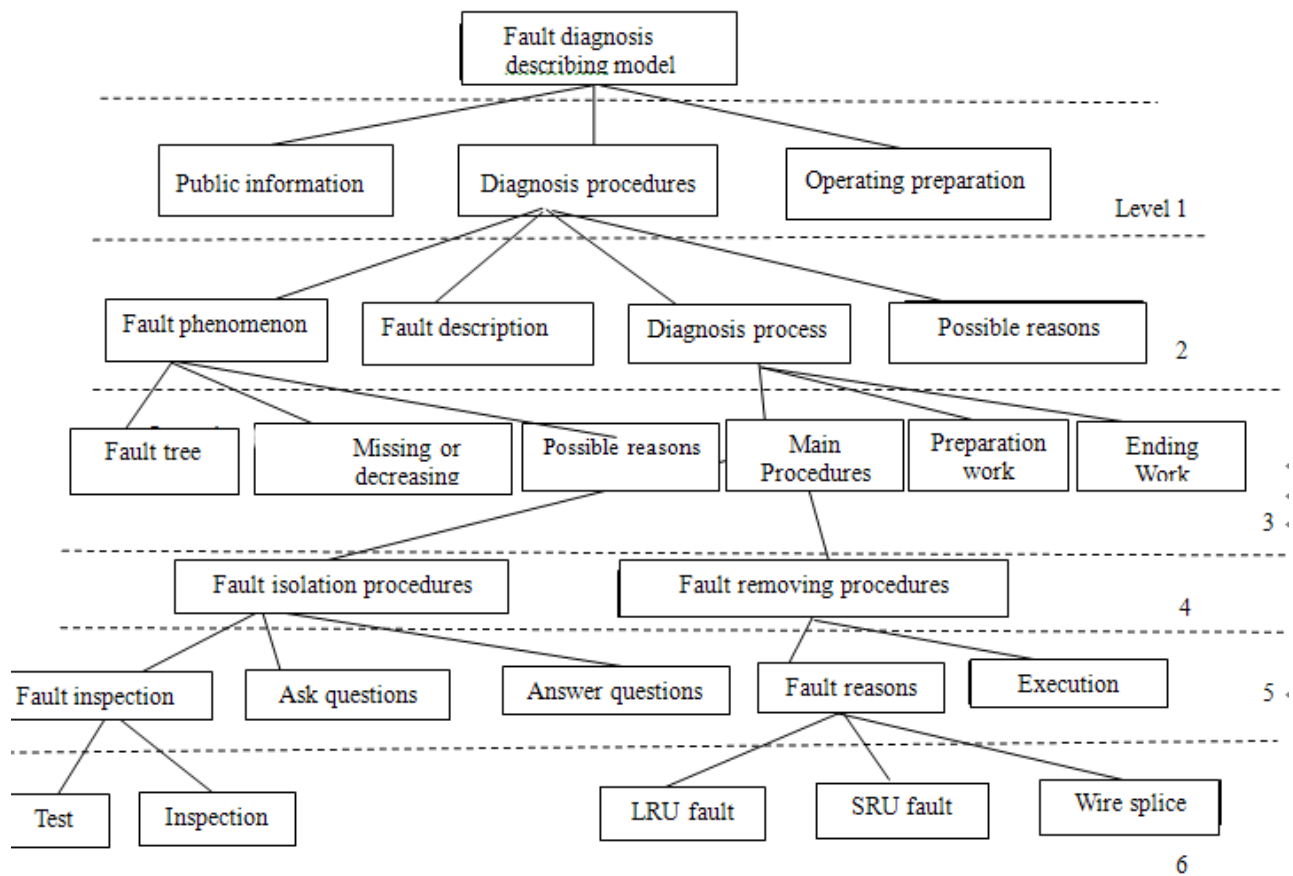 Fault diagnosis
describing model
Public information
Diagnosis procedures
Operating preparation
Level 1
Fault phenomenon
Fault description
Diagnosis process
Possible reasons
2
Fault tree
Missing or
decreasing
Possible reasons
Main
Procedures
Preparation
work
Ending
Work
3
Fault isolation procedures
Fault removing procedures
4
Fault inspection
Ask questions
Answer questions
Fault reasons
Execution
5
Test
Inspection
LRU fault
SRU fault
Wire splice
6